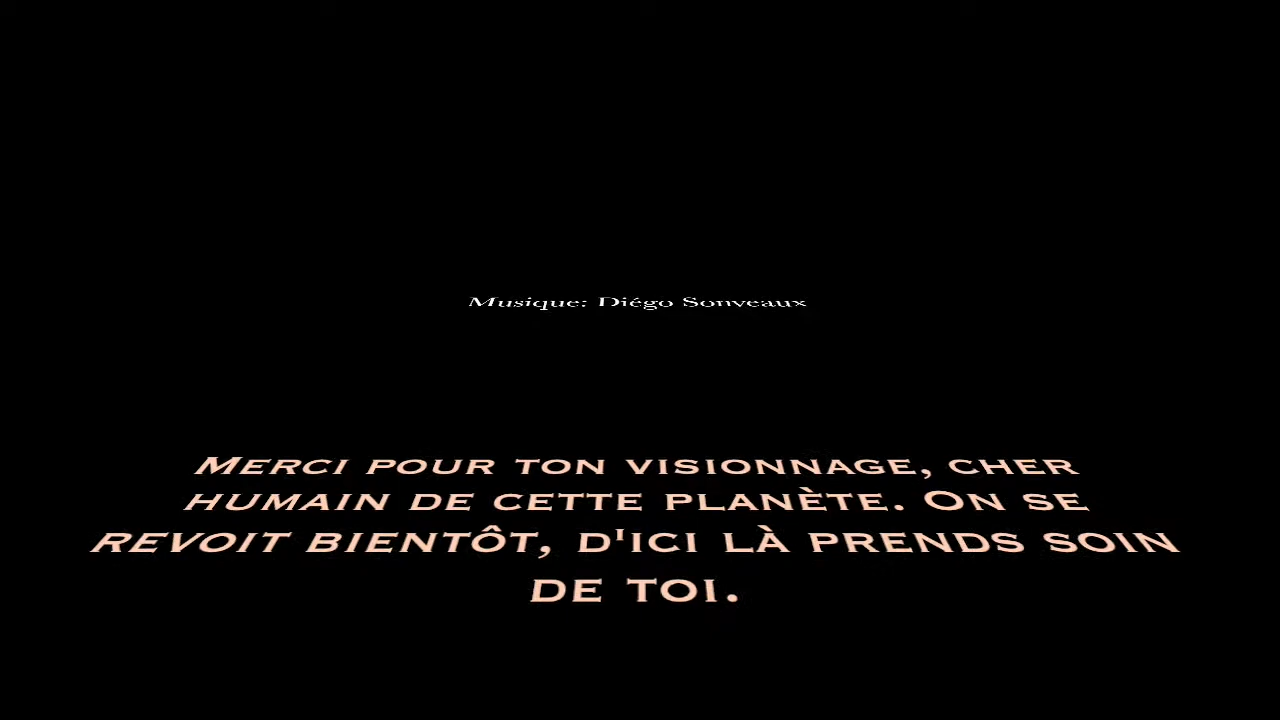 Musique: Diégo Sonveaux
Merci pour ton visionnage, cher
humain de cette planète. On se
revoit bientôt, d'ici là prends soin
de toi.